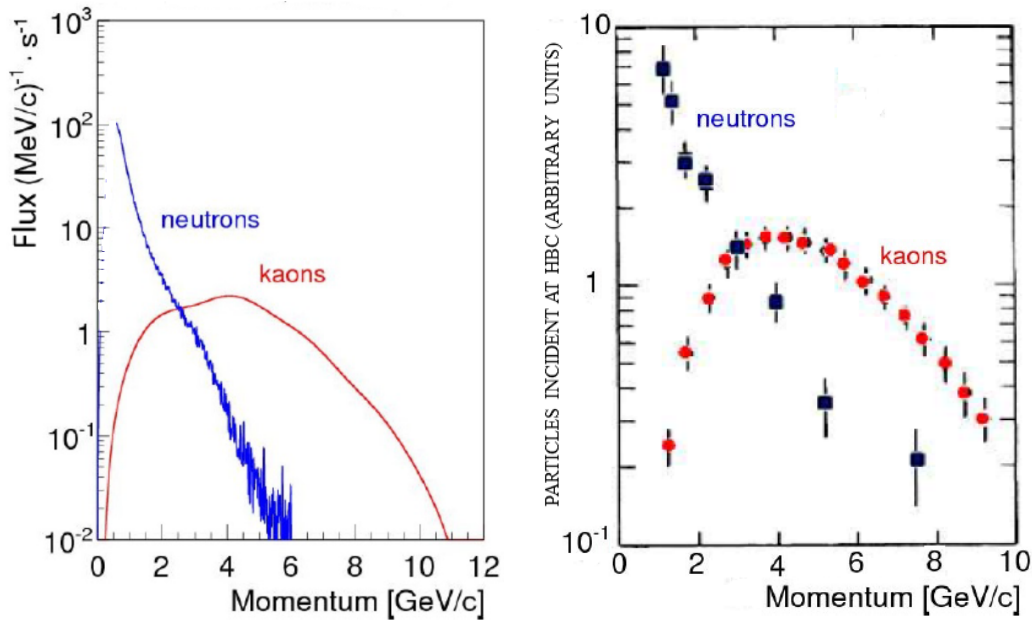 Flux (MeV/c)⁻¹ · s⁻¹
10³
10²
10
1
10⁻¹
10⁻²
neutrons
kaons
0 2 4 6 8 10 12
Momentum [GeV/c]
PARTICLES INCIDENT AT HBC (ARBITRARY UNITS)
10
1
10⁻¹
neutrons
kaons
0 2 4 6 8 10
Momentum [GeV/c]